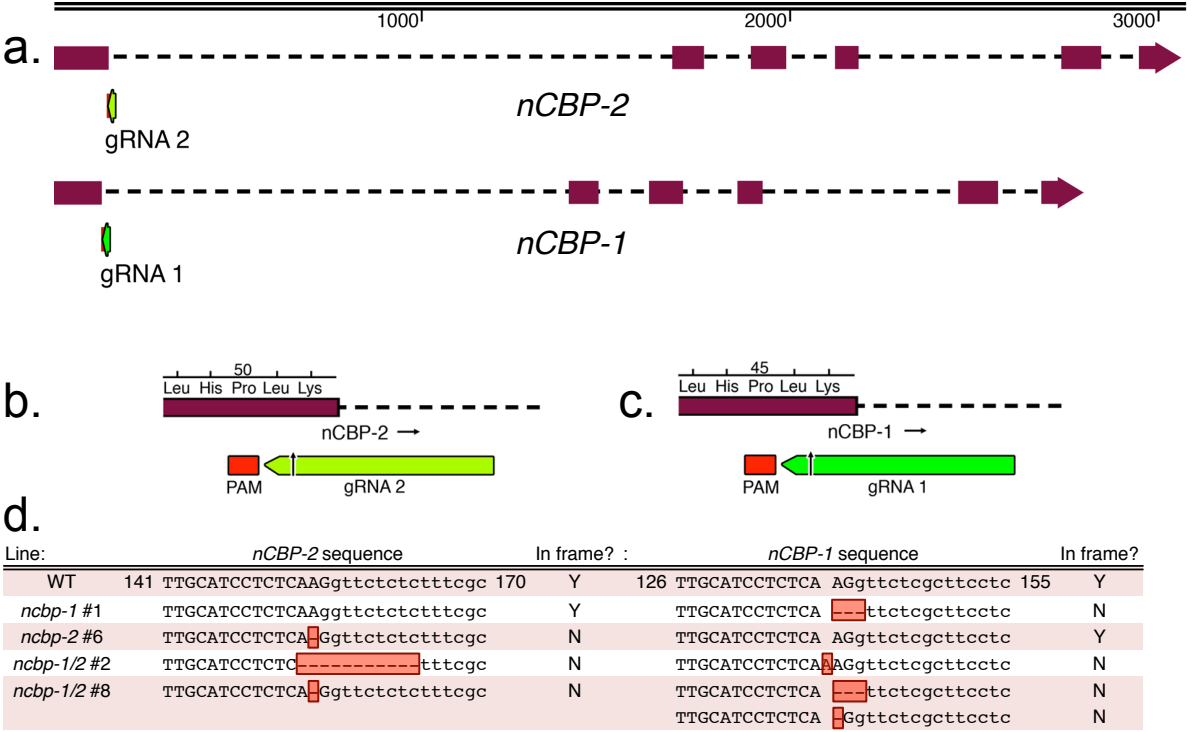 1000 2000 3000
a.
nCBP-2
gRNA 2
nCBP-1
gRNA 1
b.
50
Leu His Pro Leu Lys
nCBP-2 →
PAM gRNA 2
c.
45
Leu His Pro Leu Lys
nCBP-1 →
PAM gRNA 1
d.
Line: nCBP-2 sequence In frame? : nCBP-1 sequence In frame?
WT 141 TTGCATCCTCTCAAGgttctctctttcgc 170 Y 126 TTGCATCCTCTCA AGgttctcgcttcctc 155 Y
ncbp-1 #1 TTGCATCCTCTCAAggttctctctttcgc Y TTGCATCCTCTCA ---ttctcgcttcctc N
ncbp-2 #6 TTGCATCCTCTCA-Ggttctctctttcgc N TTGCATCCTCTCA AGgttctcgcttcctc Y
ncbp-1/2 #2 TTGCATCCTCTC-----------tttcgc N TTGCATCCTCTCAAAGgttctcgcttcctc N
ncbp-1/2 #8 TTGCATCCTCTCA-Ggttctctctttcgc N TTGCATCCTCTCA ---ttctcgcttcctc N
TTGCATCCTCTCA -Ggttctcgcttcctc N